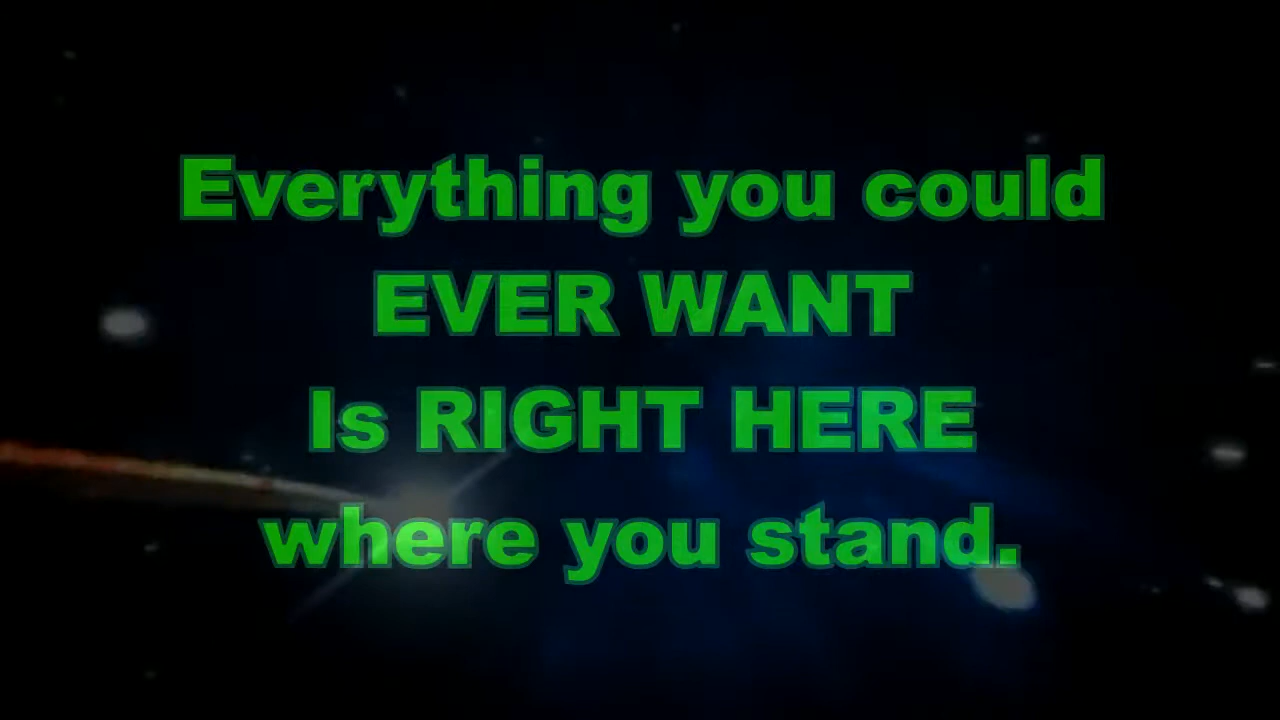 Everything you could
EVER WANT
Is RIGHT HERE
where you stand.